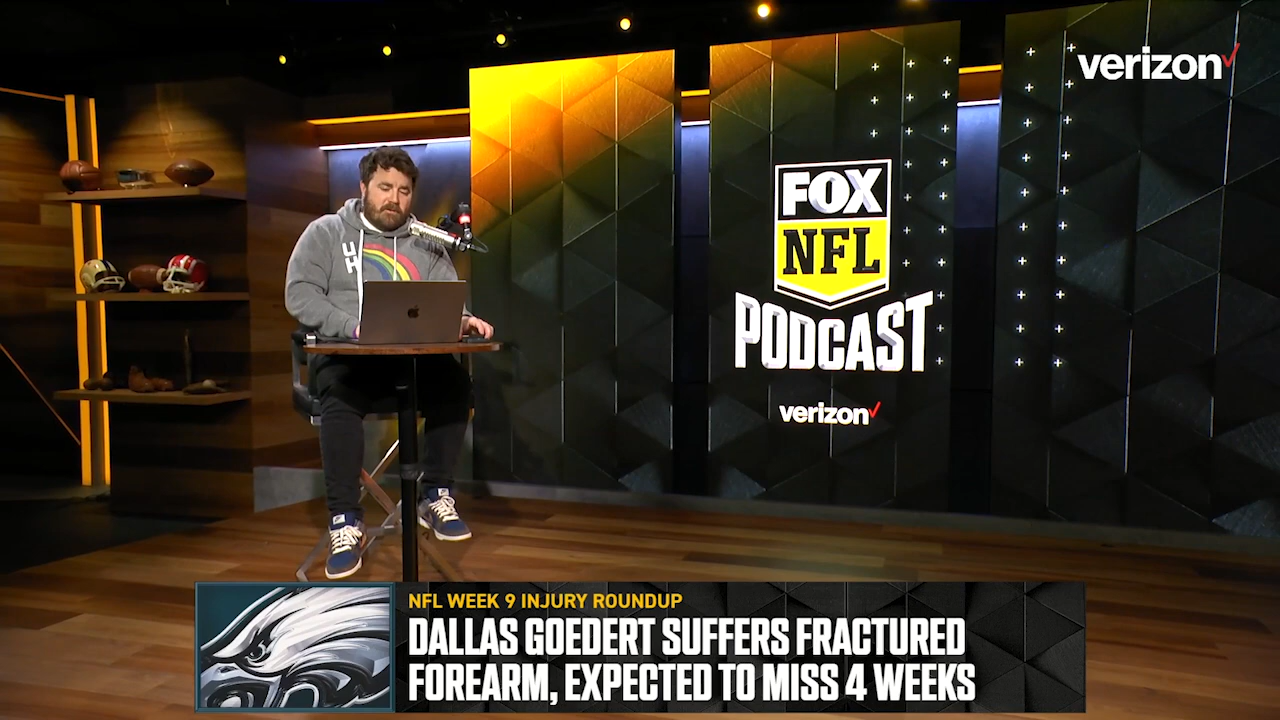 verizon
FOX
NFL
PODCAST
verizon
NFL WEEK 9 INJURY ROUNDUP
DALLAS GOEDERT SUFFERS FRACTURED
FOREARM, EXPECTED TO MISS 4 WEEKS